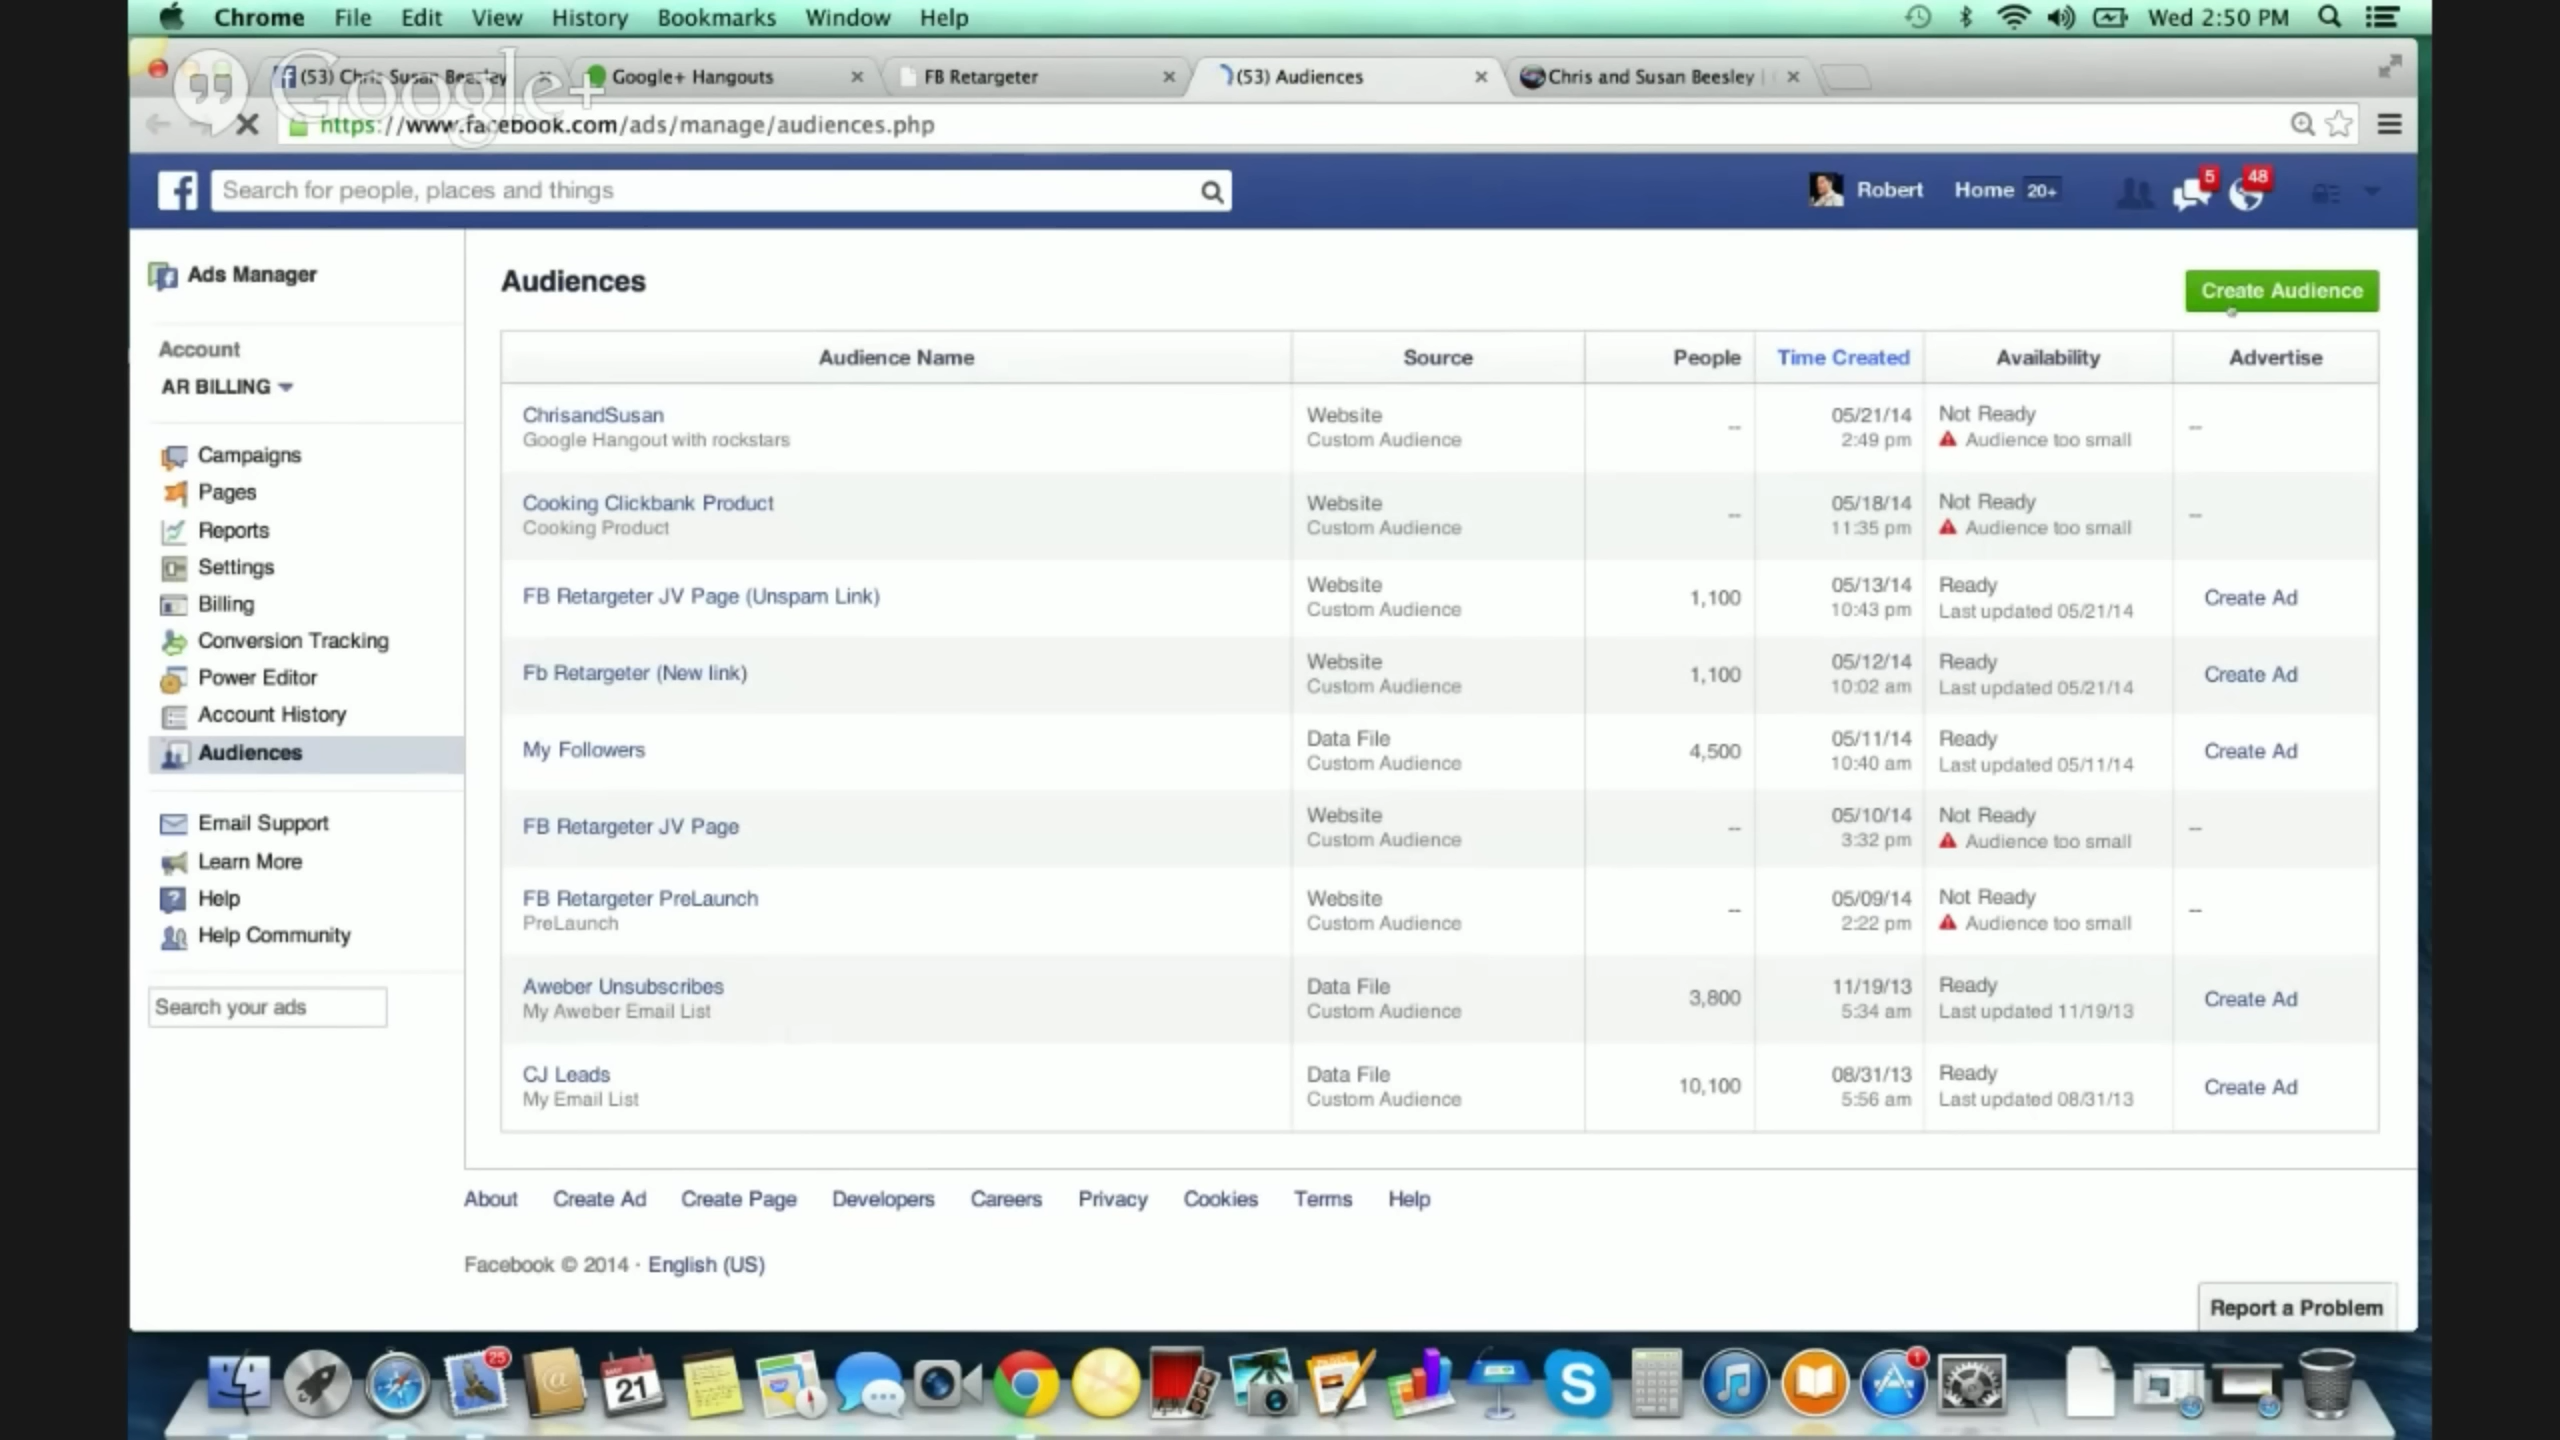 Chrome File Edit View History Bookmarks Window Help Wed 2:50 PM
(53) Chris Susan Beesley Google+ Hangouts FB Retargeter (53) Audiences Chris and Susan Beesley |
Google+
https://www.facebook.com/ads/manage/audiences.php
f Search for people, places and things Robert Home 20+ 5 48
Ads Manager
Account
AR BILLING
Campaigns
Pages
Reports
Settings
Billing
Conversion Tracking
Power Editor
Account History
Audiences
Email Support
Learn More
Help
Help Community
Search your ads
Audiences
Create Audience
Audience Name Source People Time Created Availability Advertise
ChrisandSusan Website 05/21/14 Not Ready
Google Hangout with rockstars Custom Audience -- 2:49 pm Audience too small --
Cooking Clickbank Product Website 05/18/14 Not Ready
Cooking Product Custom Audience -- 11:35 pm Audience too small --
FB Retargeter JV Page (Unspam Link) Website 1,100 05/13/14 Ready Create Ad
Custom Audience 10:43 pm Last updated 05/21/14
Fb Retargeter (New link) Website 1,100 05/12/14 Ready Create Ad
Custom Audience 10:02 am Last updated 05/21/14
My Followers Data File 4,500 05/11/14 Ready Create Ad
Custom Audience 10:40 am Last updated 05/11/14
FB Retargeter JV Page Website -- 05/10/14 Not Ready --
Custom Audience 3:32 pm Audience too small
FB Retargeter PreLaunch Website -- 05/09/14 Not Ready --
PreLaunch Custom Audience 2:22 pm Audience too small
Aweber Unsubscribes Data File 3,800 11/19/13 Ready Create Ad
My Aweber Email List Custom Audience 5:34 am Last updated 11/19/13
CJ Leads Data File 10,100 08/31/13 Ready Create Ad
My Email List Custom Audience 5:56 am Last updated 08/31/13
About Create Ad Create Page Developers Careers Privacy Cookies Terms Help
Facebook © 2014 · English (US)
Report a Problem
25 21 1